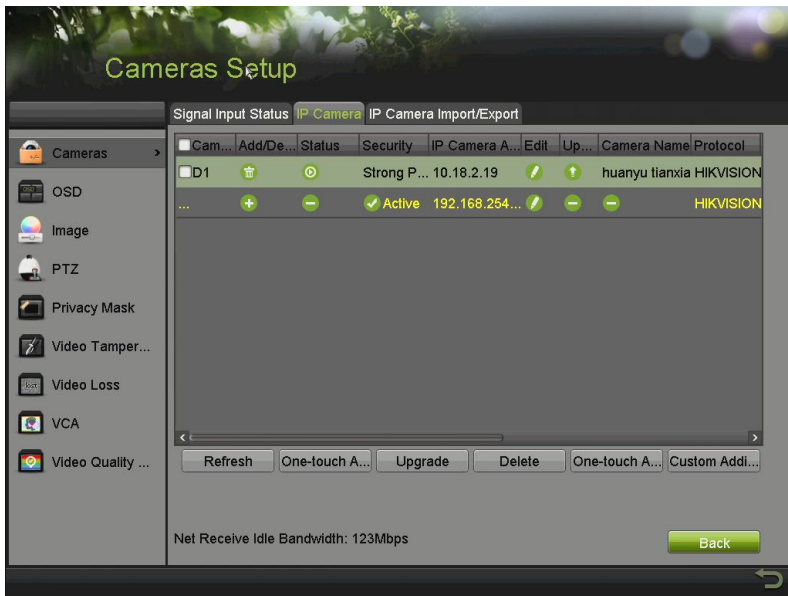 Cameras Setup
Signal Input Status IP Camera IP Camera Import/Export
Cam... Add/De... Status Security IP Camera A... Edit Up... Camera Name Protocol
D1 Strong P... 10.18.2.19 huanyu tianxia HIKVISION
... Active 192.168.254... HIKVISION
Cameras >
OSD
Image
PTZ
Privacy Mask
Video Tamper...
Video Loss
VCA
Video Quality ...
Refresh One-touch A... Upgrade Delete One-touch A... Custom Addi...
Net Receive Idle Bandwidth: 123Mbps
Back